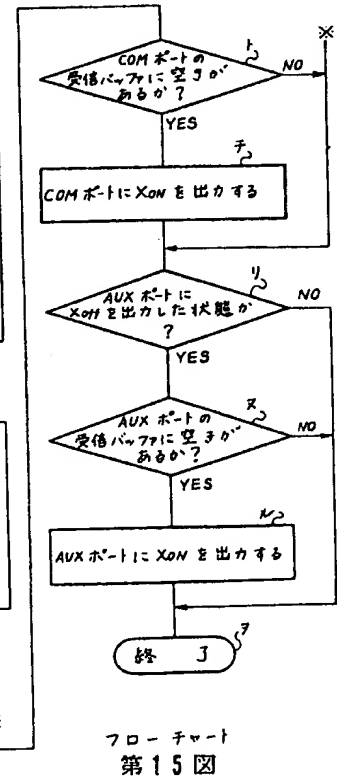 ※
COMポートの
受信バッファに空きが
あるか?
ト
NO
YES
チ
COMポートにXONを出力する
リ
AUXポートに
Xoffを出力した状態か
?
NO
YES
ヌ
AUXポートの
受信バッファに空きが
あるか?
NO
YES
ル
AUXポートにXONを出力する
ヲ
終 了
フローチャート
第15図